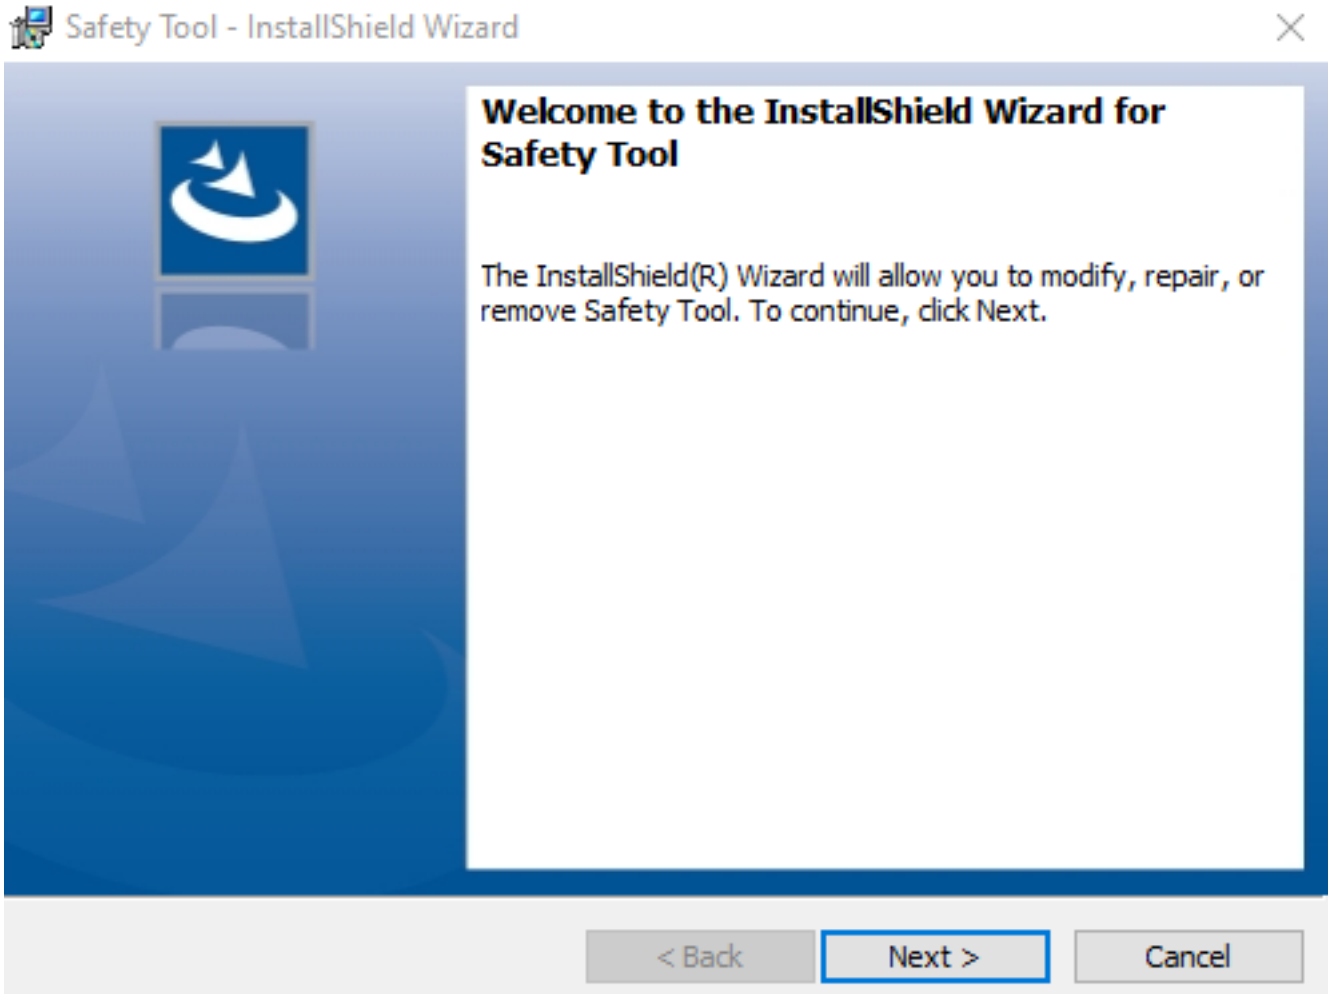 Safety Tool - InstallShield Wizard
Welcome to the InstallShield Wizard for
Safety Tool
The InstallShield(R) Wizard will allow you to modify, repair, or
remove Safety Tool. To continue, click Next.
< Back Next > Cancel